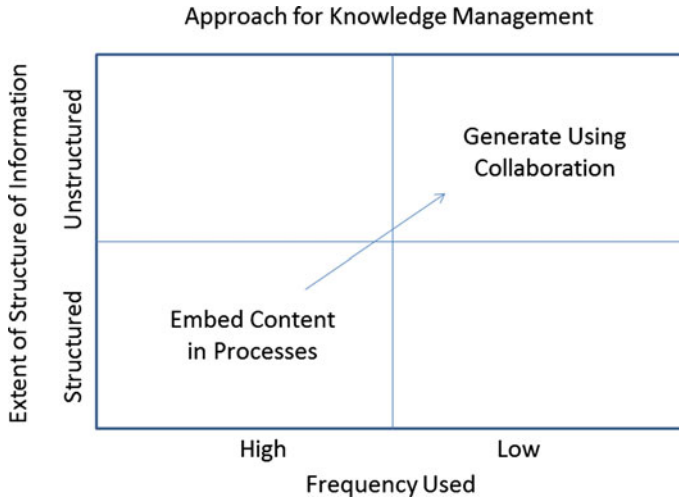 Approach for Knowledge Management
Extent of Structure of Information
Unstructured
Structured
Generate Using
Collaboration
Embed Content
in Processes
High
Low
Frequency Used